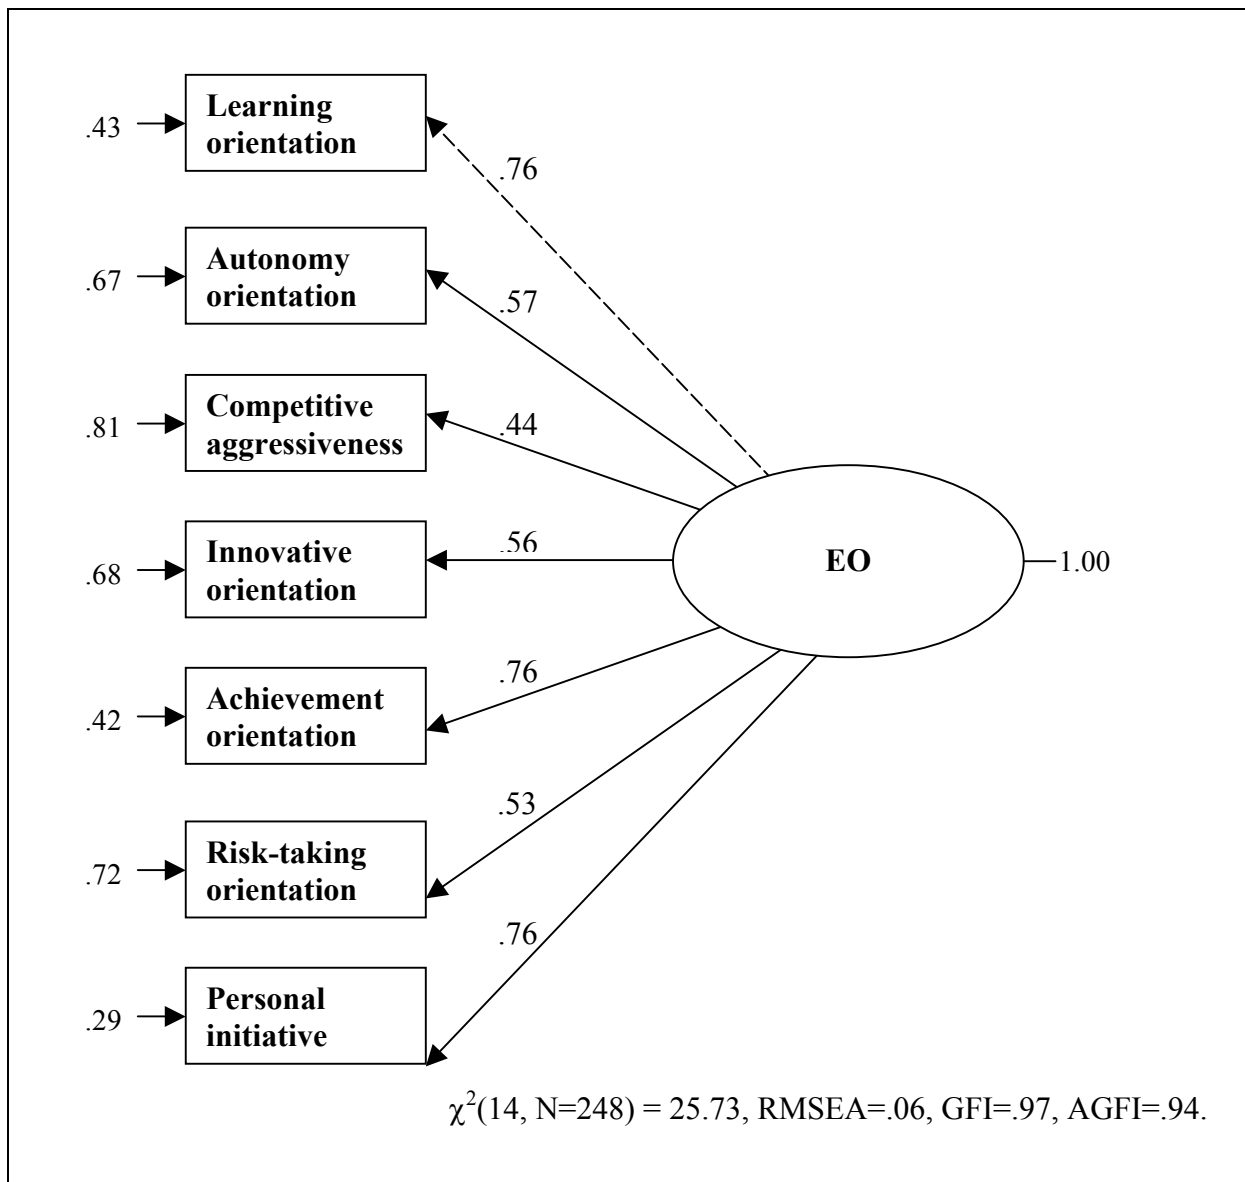 Learning
orientation
.43
.76
Autonomy
orientation
.67
.57
Competitive
aggressiveness
.81
.44
Innovative
orientation
.68
.56
EO
1.00
Achievement
orientation
.42
.76
Risk-taking
orientation
.72
.53
Personal
initiative
.29
.76
χ²(14, N=248) = 25.73, RMSEA=.06, GFI=.97, AGFI=.94.